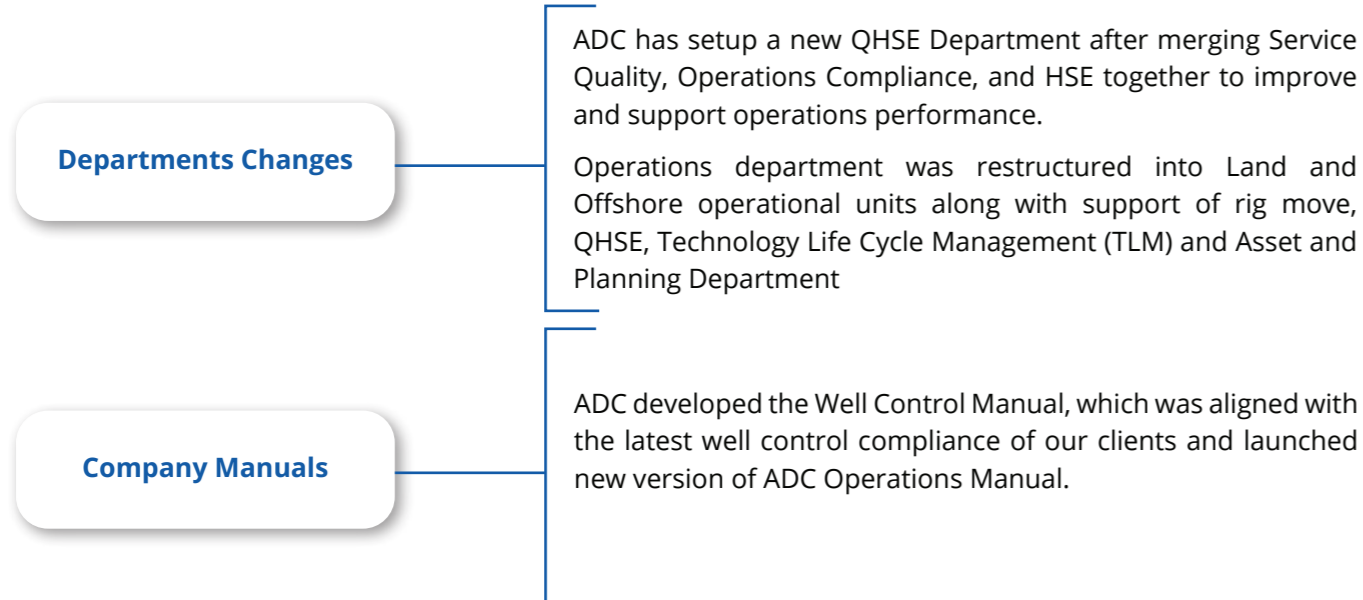 Departments Changes
ADC has setup a new QHSE Department after merging Service
Quality, Operations Compliance, and HSE together to improve
and support operations performance.
Operations department was restructured into Land and
Offshore operational units along with support of rig move,
QHSE, Technology Life Cycle Management (TLM) and Asset and
Planning Department
Company Manuals
ADC developed the Well Control Manual, which was aligned with
the latest well control compliance of our clients and launched
new version of ADC Operations Manual.